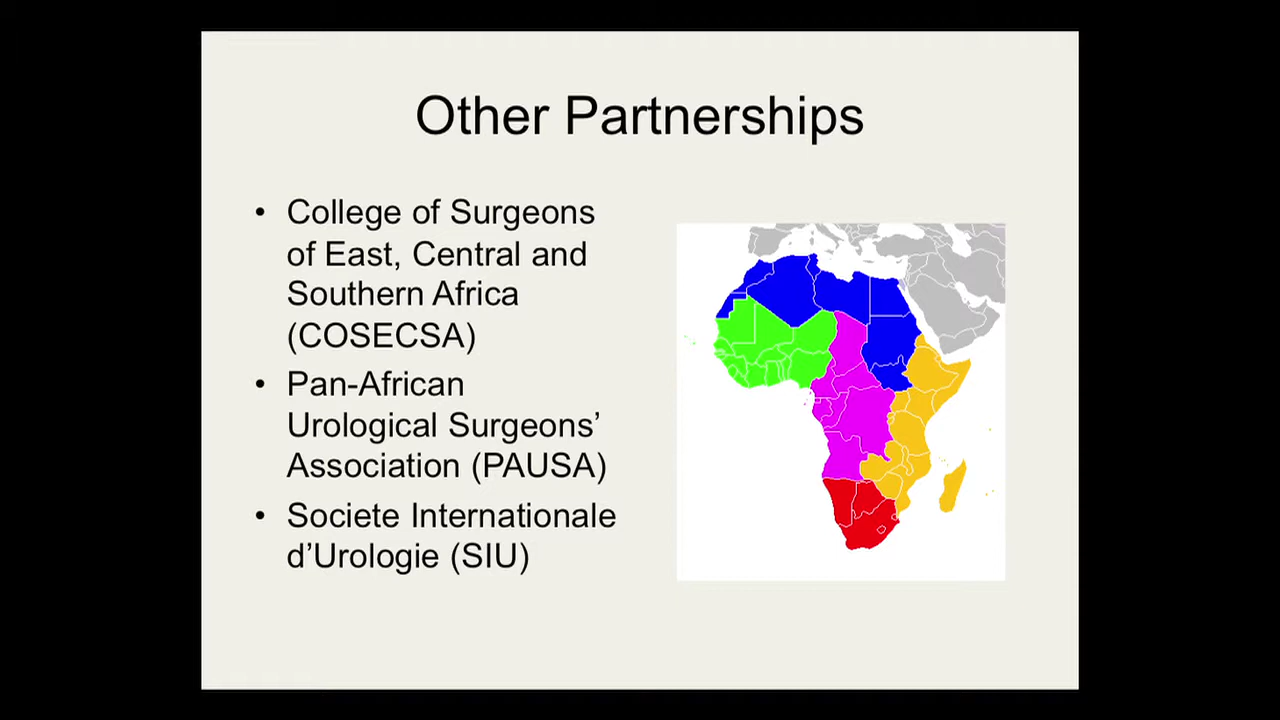 Other Partnerships
• College of Surgeons
of East, Central and
Southern Africa
(COSECSA)
• Pan-African
Urological Surgeons’
Association (PAUSA)
• Societe Internationale
d’Urologie (SIU)